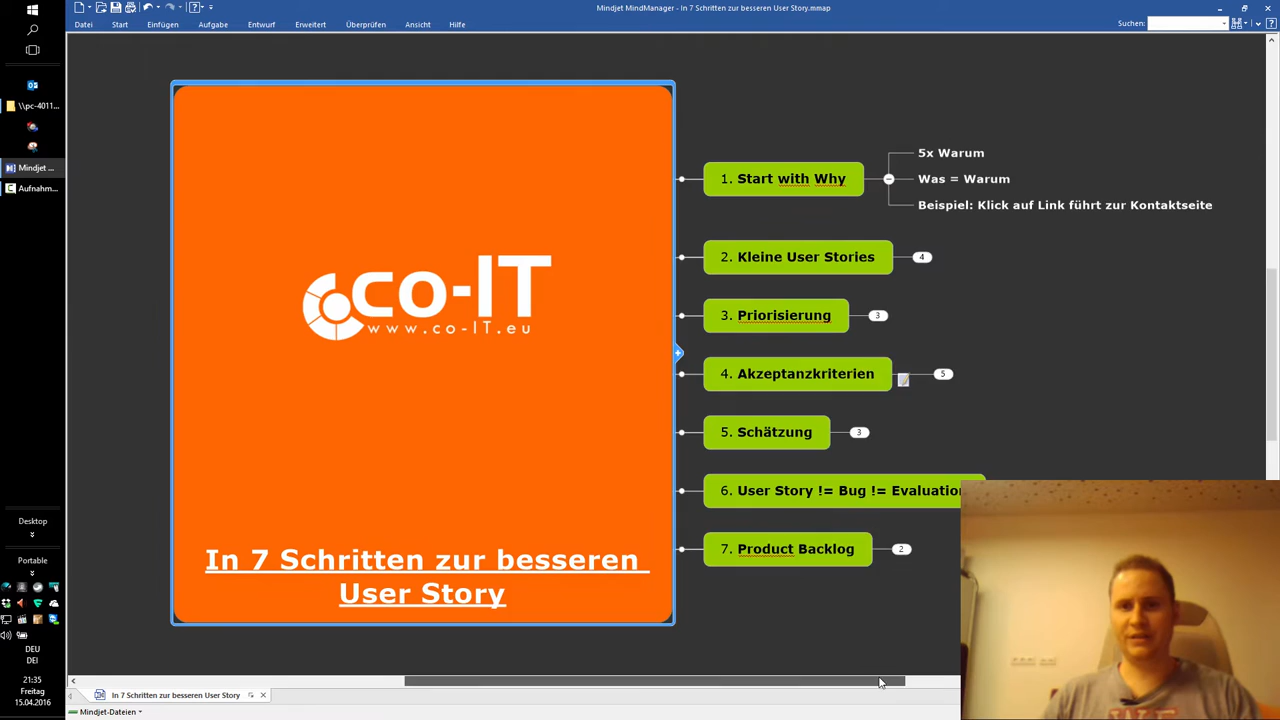 Mindjet MindManager - In 7 Schritten zur besseren User Story.mmap
Datei Start Einfügen Aufgabe Entwurf Erweitert Überprüfen Ansicht Hilfe
Suchen:
\\pc-4011...
Mindjet ...
Aufnahm...
5x Warum
1. Start with Why
Was = Warum
Beispiel: Klick auf Link führt zur Kontaktseite
2. Kleine User Stories 4
co-IT
www.co-IT.eu
3. Priorisierung 3
4. Akzeptanzkriterien 5
5. Schätzung 3
6. User Story != Bug != Evaluation
7. Product Backlog 2
In 7 Schritten zur besseren
User Story
Desktop
Portable
DEU
DEI
21:35
Freitag
15.04.2016
In 7 Schritten zur besseren User Story
Mindjet-Dateien